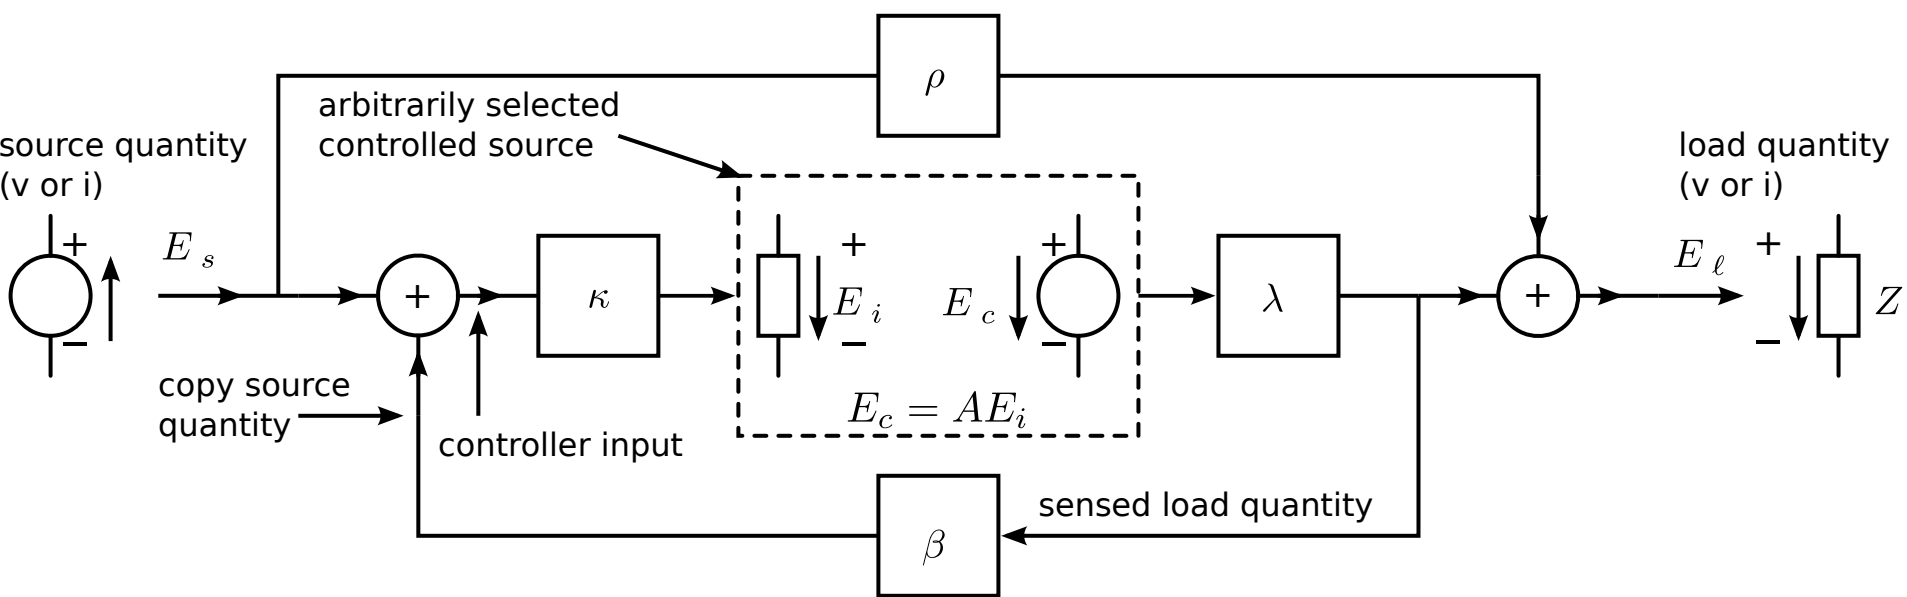 ρ
arbitrarily selected
controlled source
source quantity
(v or i)
load quantity
(v or i)
+
E s
+
κ
+
E i
−
+
E c
−
λ
+
E ℓ
+
−
Z
−
E_c = AE_i
copy source
quantity
controller input
sensed load quantity
β